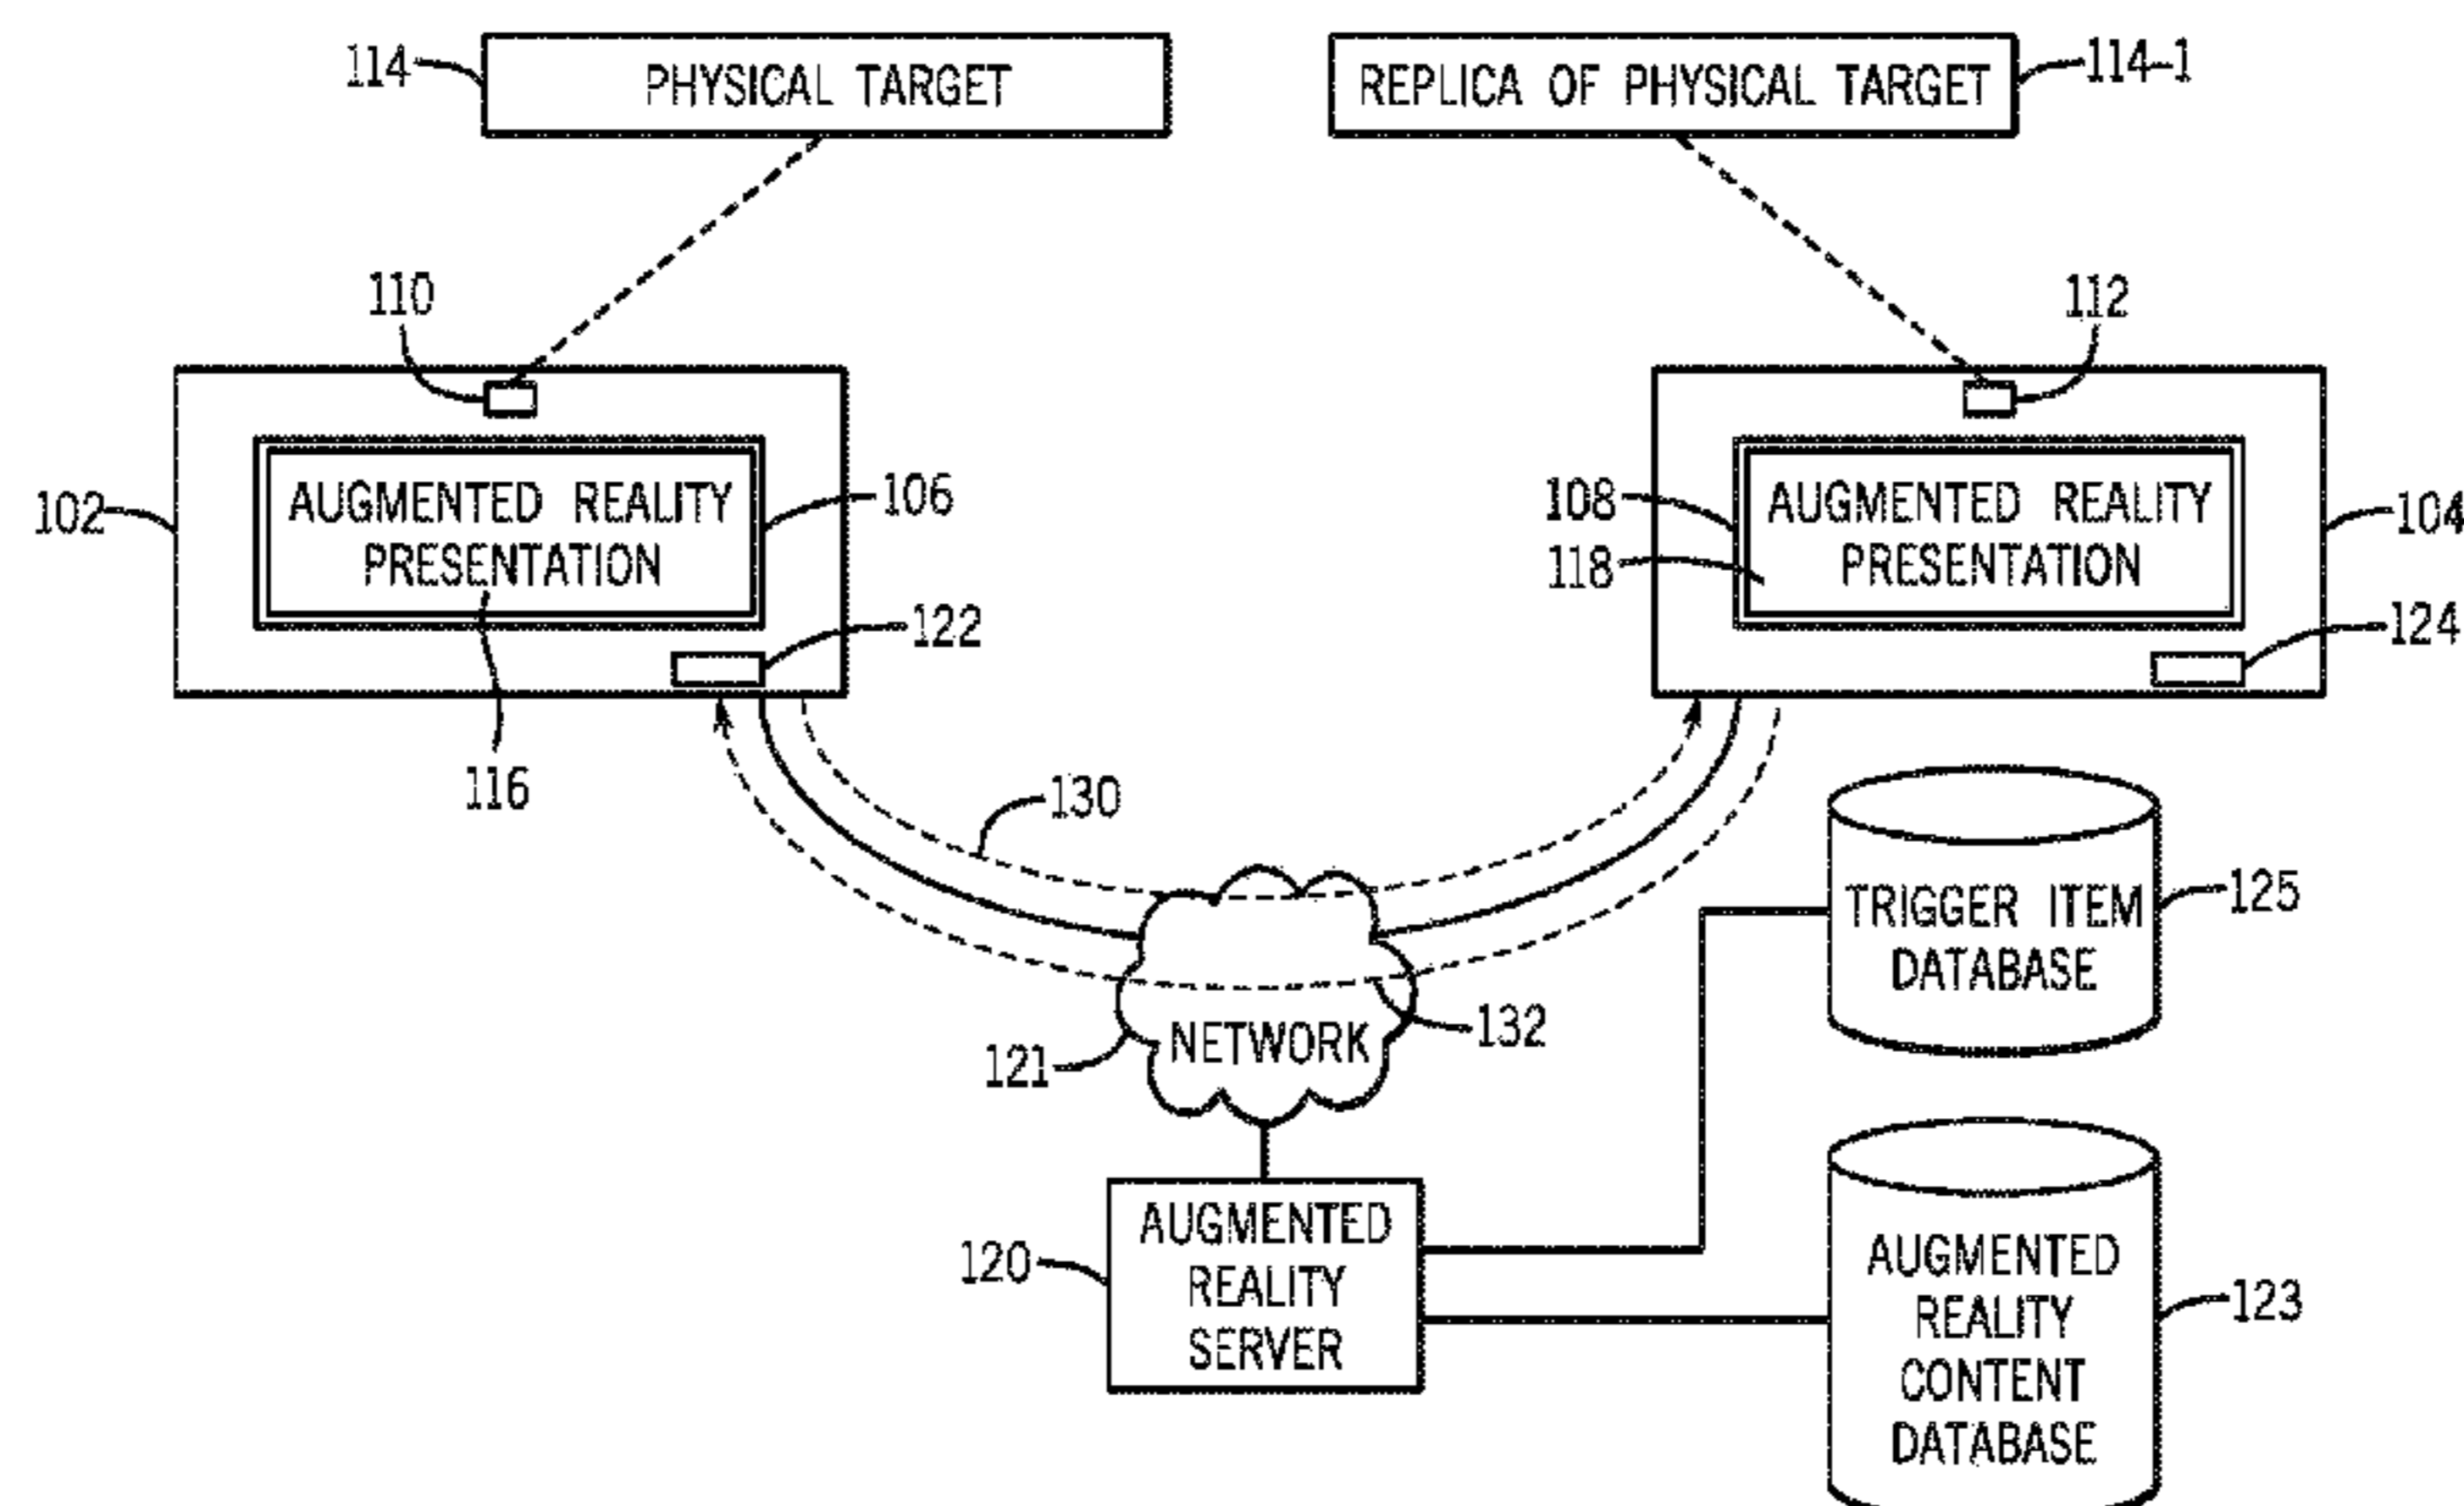 114
PHYSICAL TARGET
REPLICA OF PHYSICAL TARGET
114-1
110
112
102
AUGMENTED REALITY
PRESENTATION
106
108
118
AUGMENTED REALITY
PRESENTATION
104
122
124
116
130
TRIGGER ITEM
DATABASE
125
NETWORK
132
121
120
AUGMENTED
REALITY
SERVER
AUGMENTED
REALITY
CONTENT
DATABASE
123